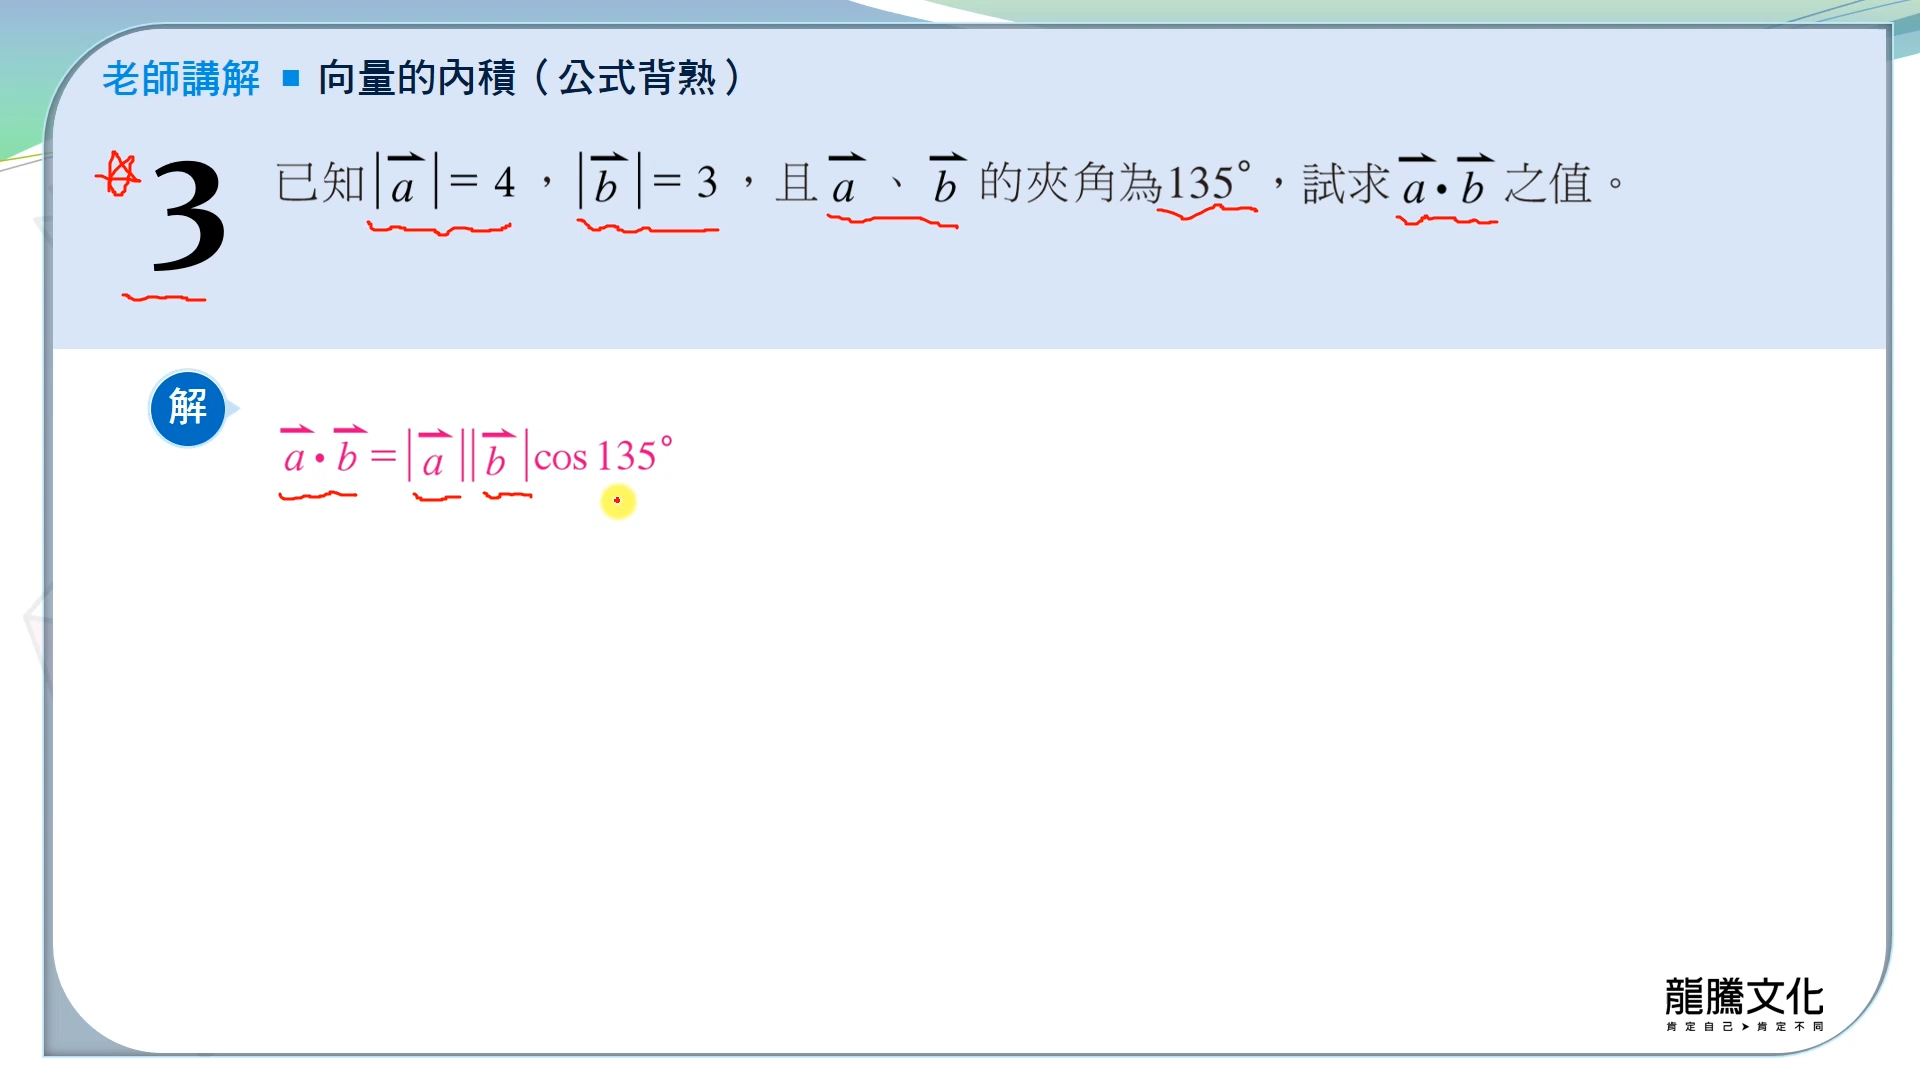 老師講解 ■ 向量的內積（公式背熟）
3 已知|a⃑|= 4，|b⃑|= 3，且 a⃑、b⃑ 的夾角為135°，試求 a⃑•b⃑ 之值。
解
a⃑•b⃑ =|a⃑||b⃑|cos 135°
龍騰文化
肯定自己➤肯定不同